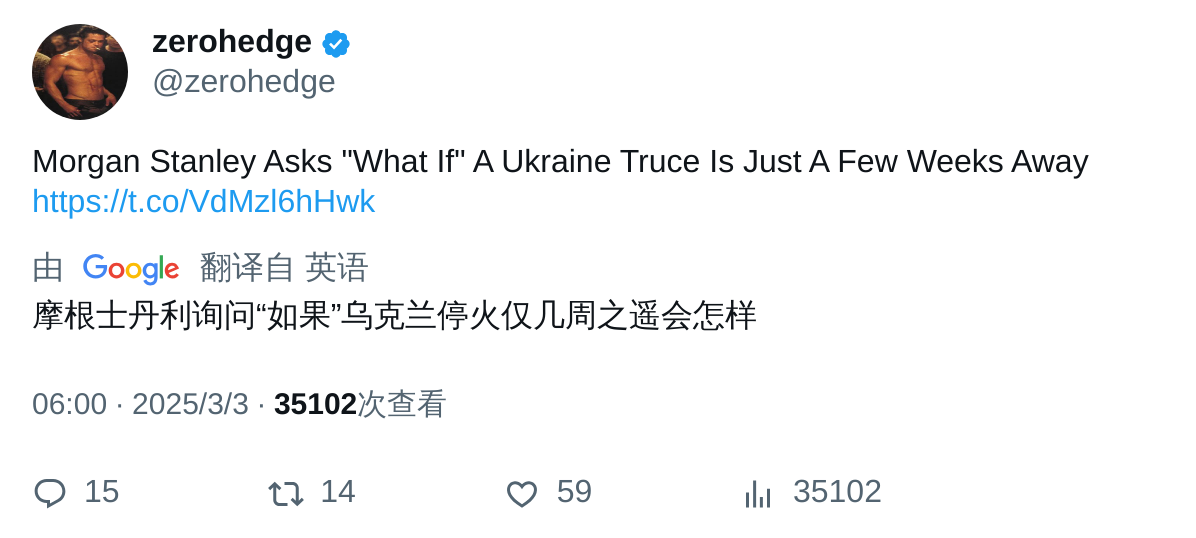 zerohedge
@zerohedge
Morgan Stanley Asks "What If" A Ukraine Truce Is Just A Few Weeks Away
https://t.co/VdMzl6hHwk
由 Google 翻译自 英语
摩根士丹利询问“如果”乌克兰停火仅几周之遥会怎样
06:00 · 2025/3/3 · 35102次查看
15 14 59 35102